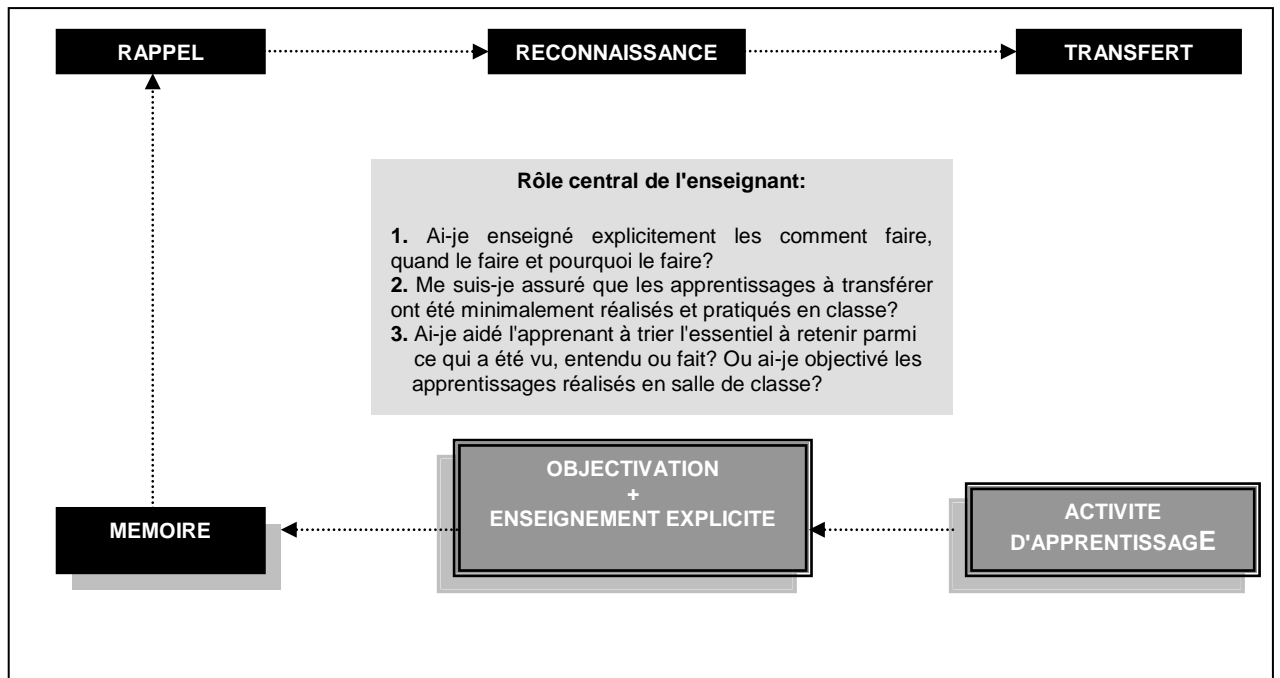 RAPPEL
RECONNAISSANCE
TRANSFERT
Rôle central de l'enseignant:
1. Ai-je enseigné explicitement les comment faire,
quand le faire et pourquoi le faire?
2. Me suis-je assuré que les apprentissages à transférer
ont été minimalement réalisés et pratiqués en classe?
3. Ai-je aidé l'apprenant à trier l'essentiel à retenir parmi
ce qui a été vu, entendu ou fait? Ou ai-je objectivé les
apprentissages réalisés en salle de classe?
MEMOIRE
OBJECTIVATION
+
ENSEIGNEMENT EXPLICITE
ACTIVITE
D'APPRENTISSAGE